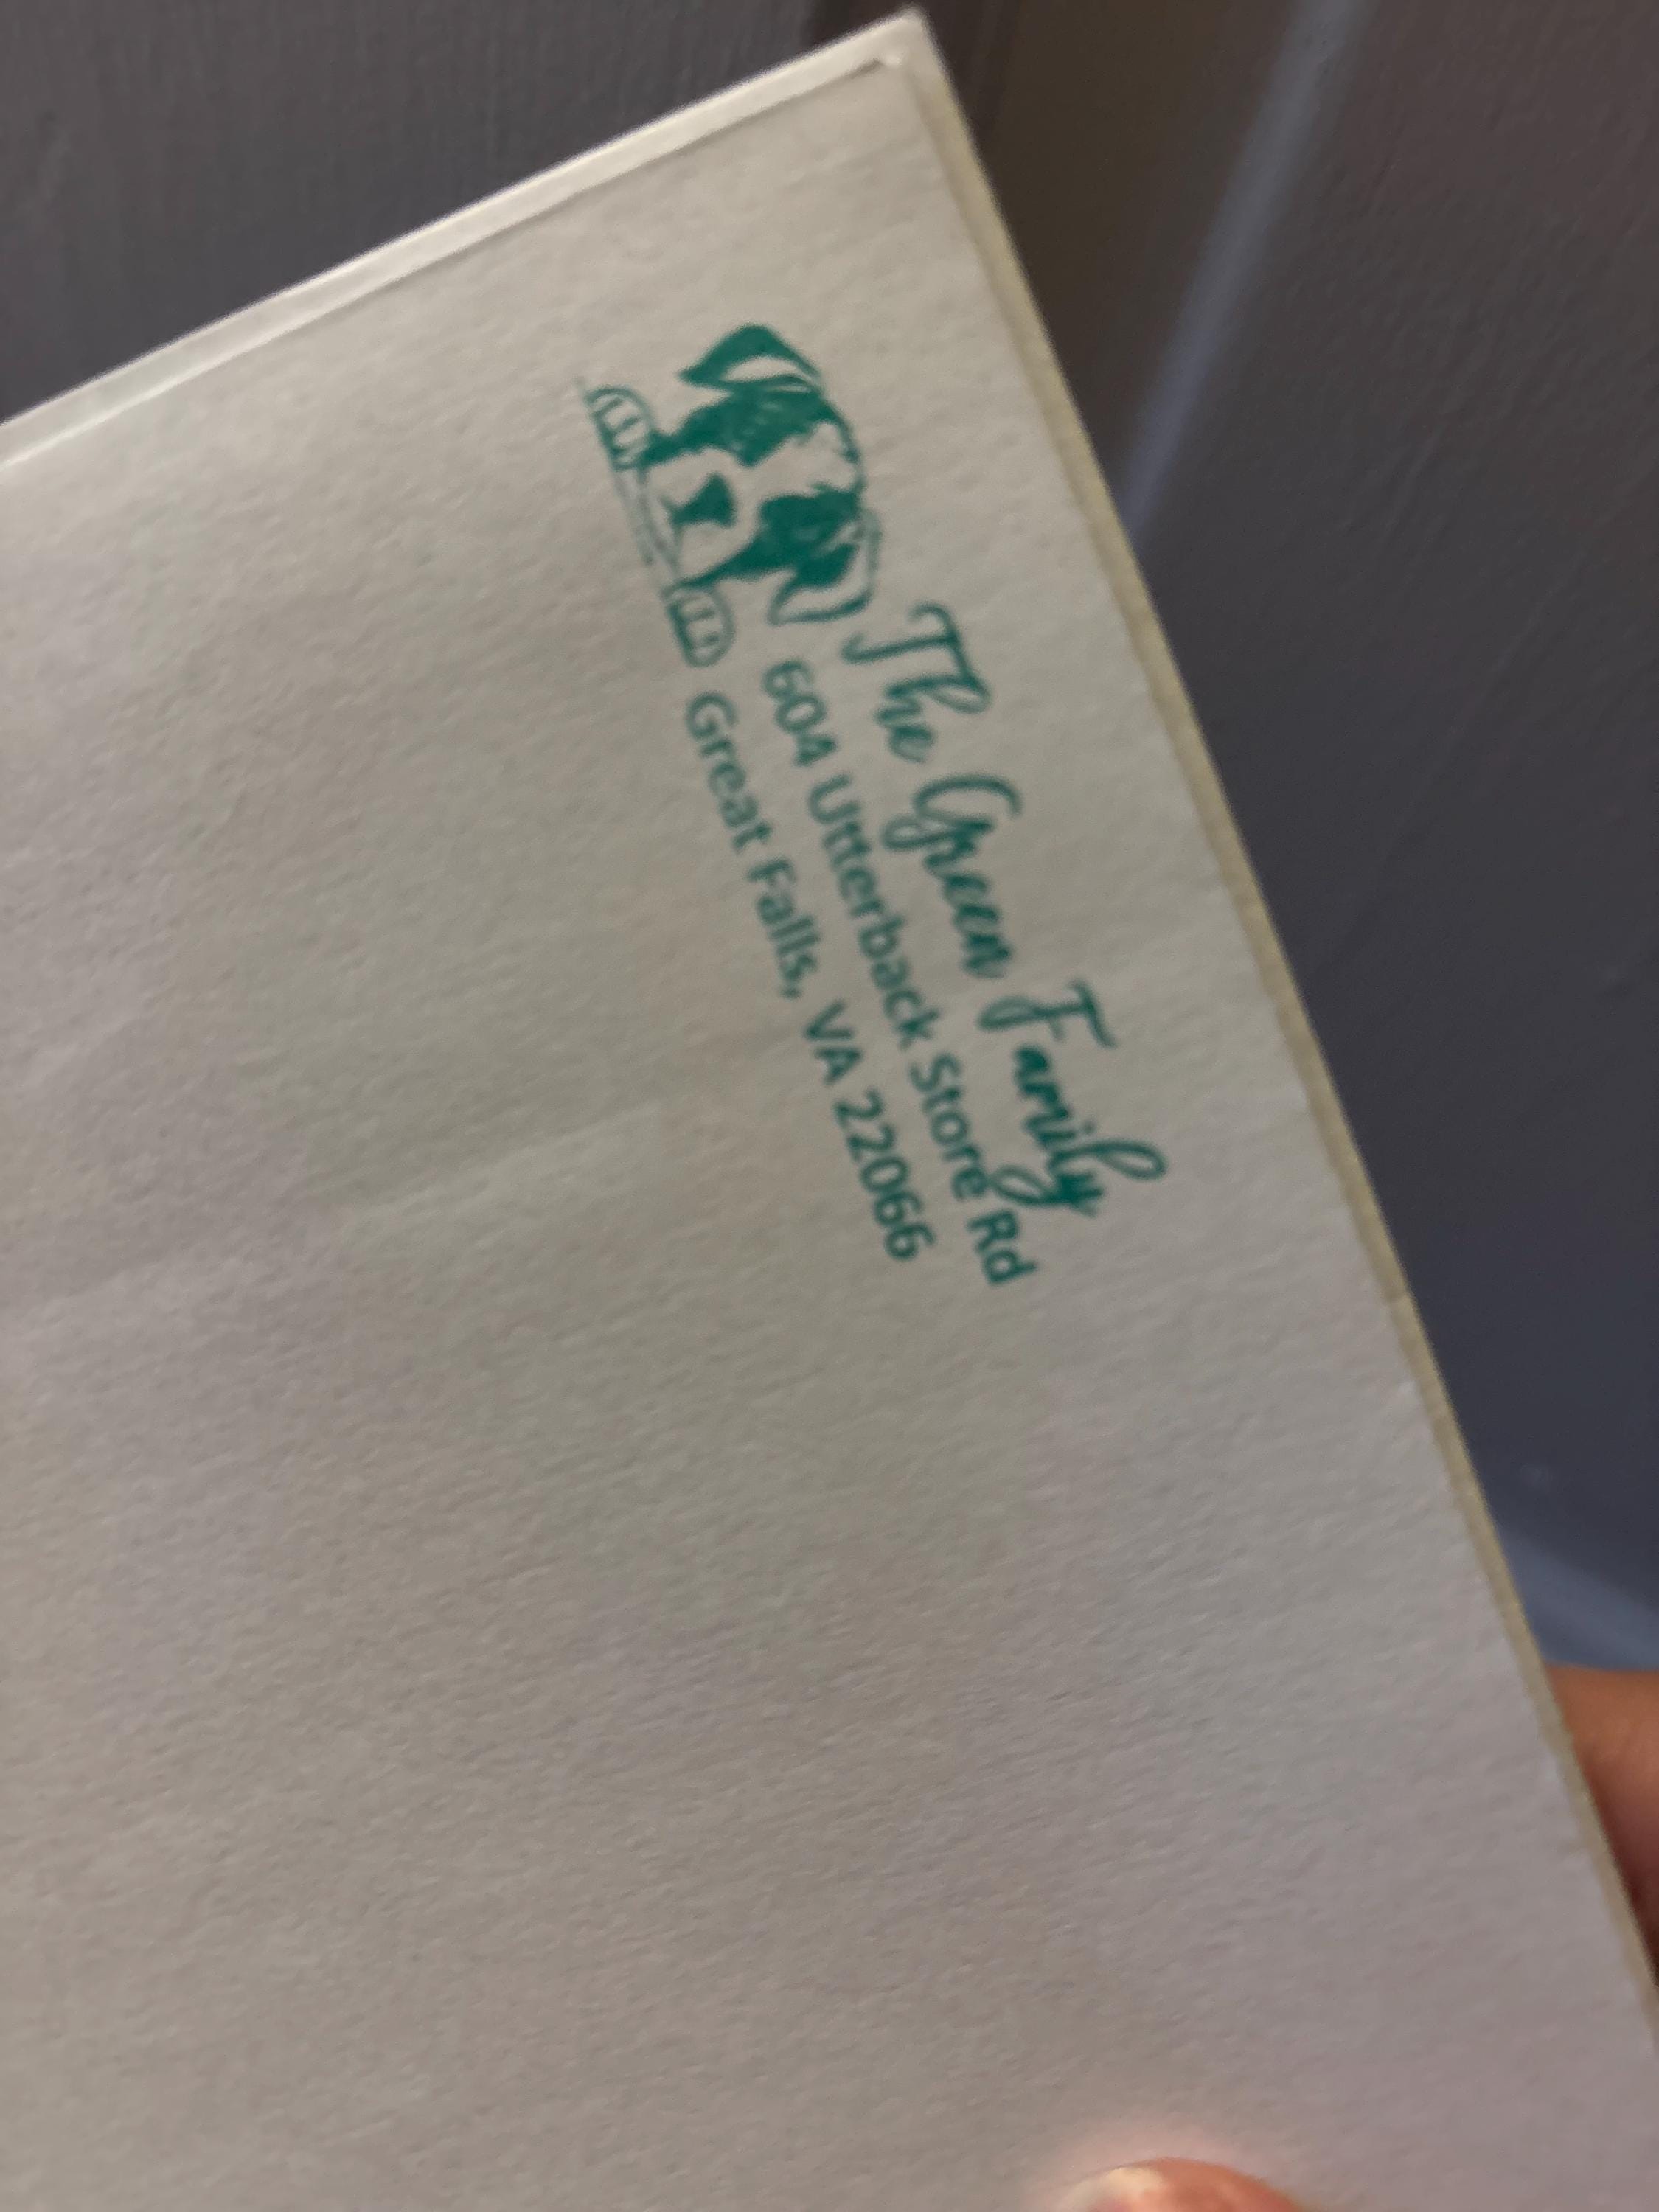 The Green Family
604 Utterback Store Rd
Great Falls, VA 22066